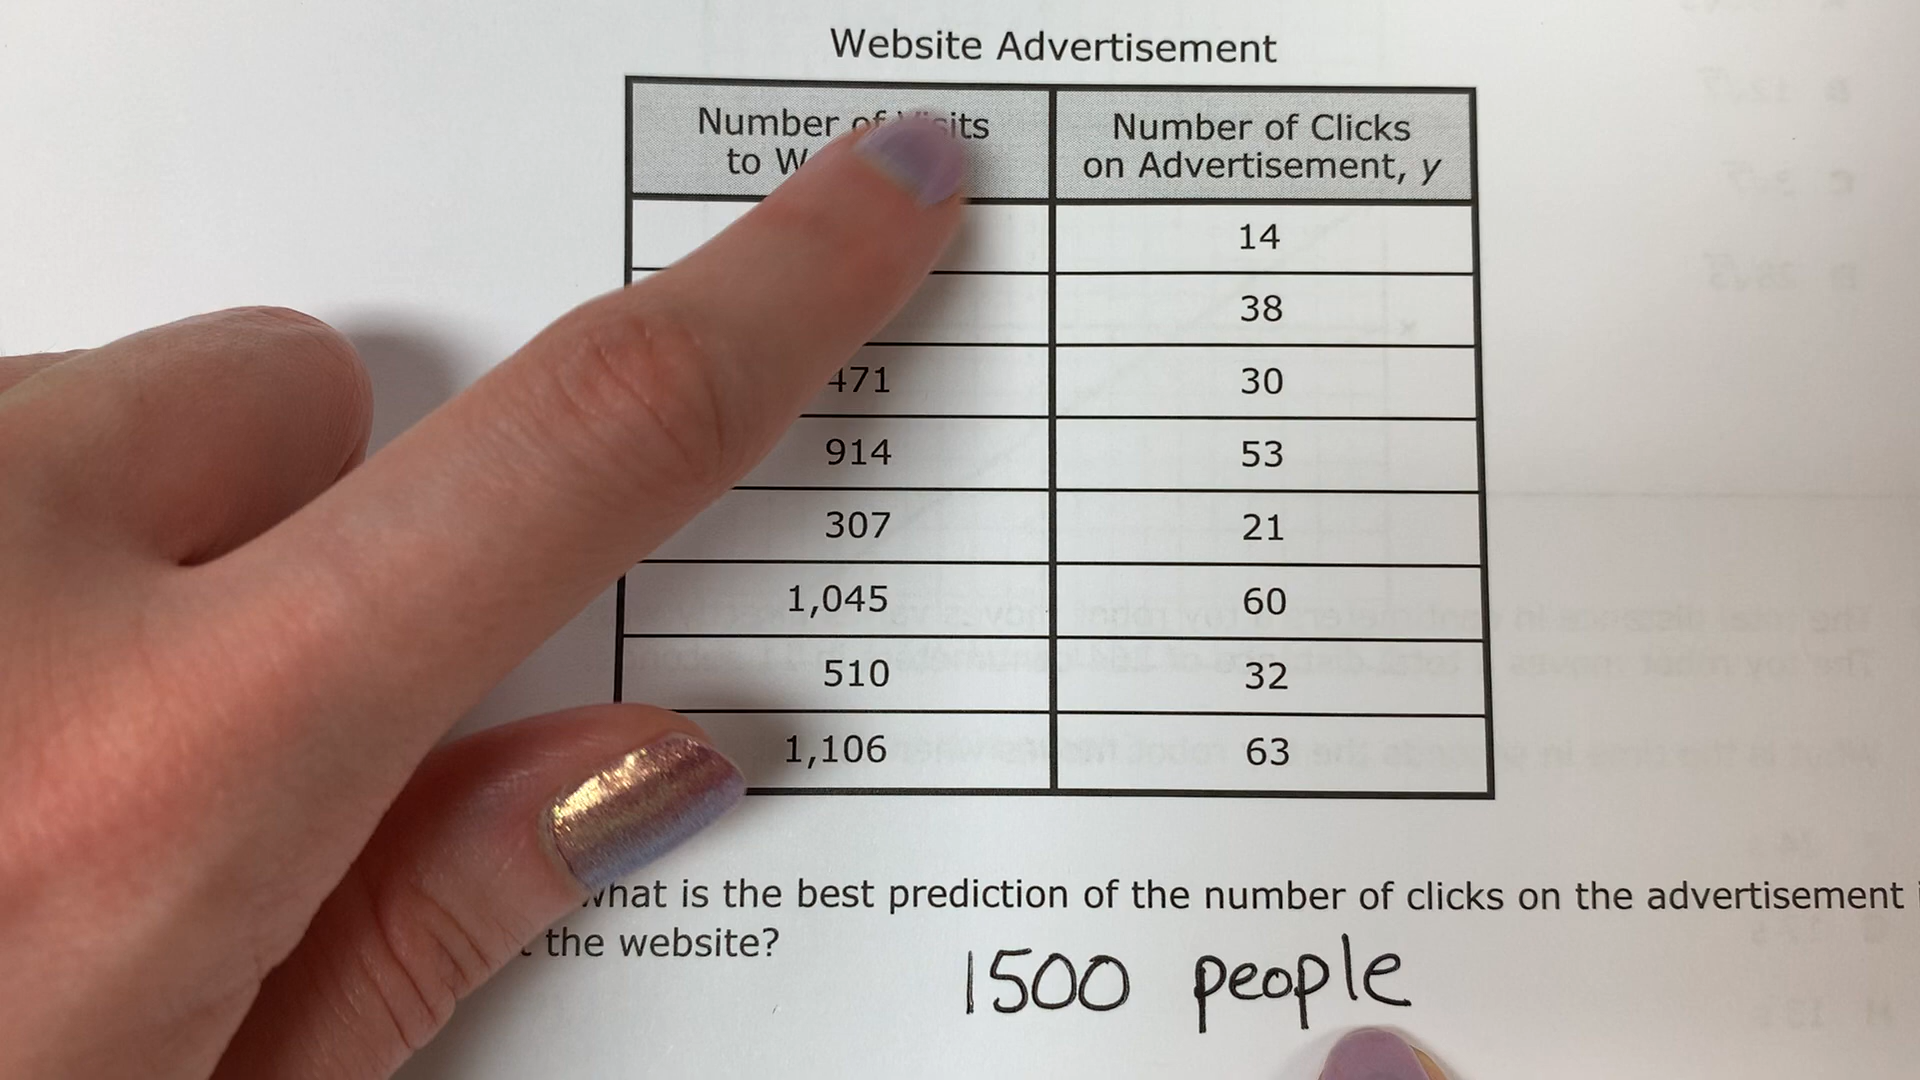 Website Advertisement
Number of Visits
to
Number of Clicks
on Advertisement, y
14
38
471 30
914 53
307 21
1,045 60
510 32
1,106 63
what is the best prediction of the number of clicks on the advertisement
the website?
1500 people